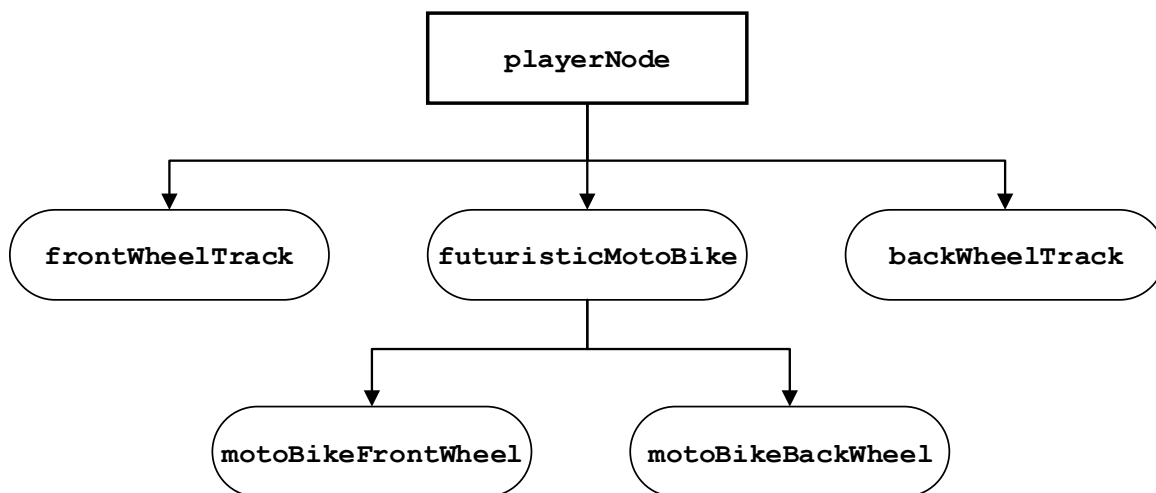 playerNode
frontWheelTrack
futuristicMotoBike
backWheelTrack
motoBikeFrontWheel
motoBikeBackWheel